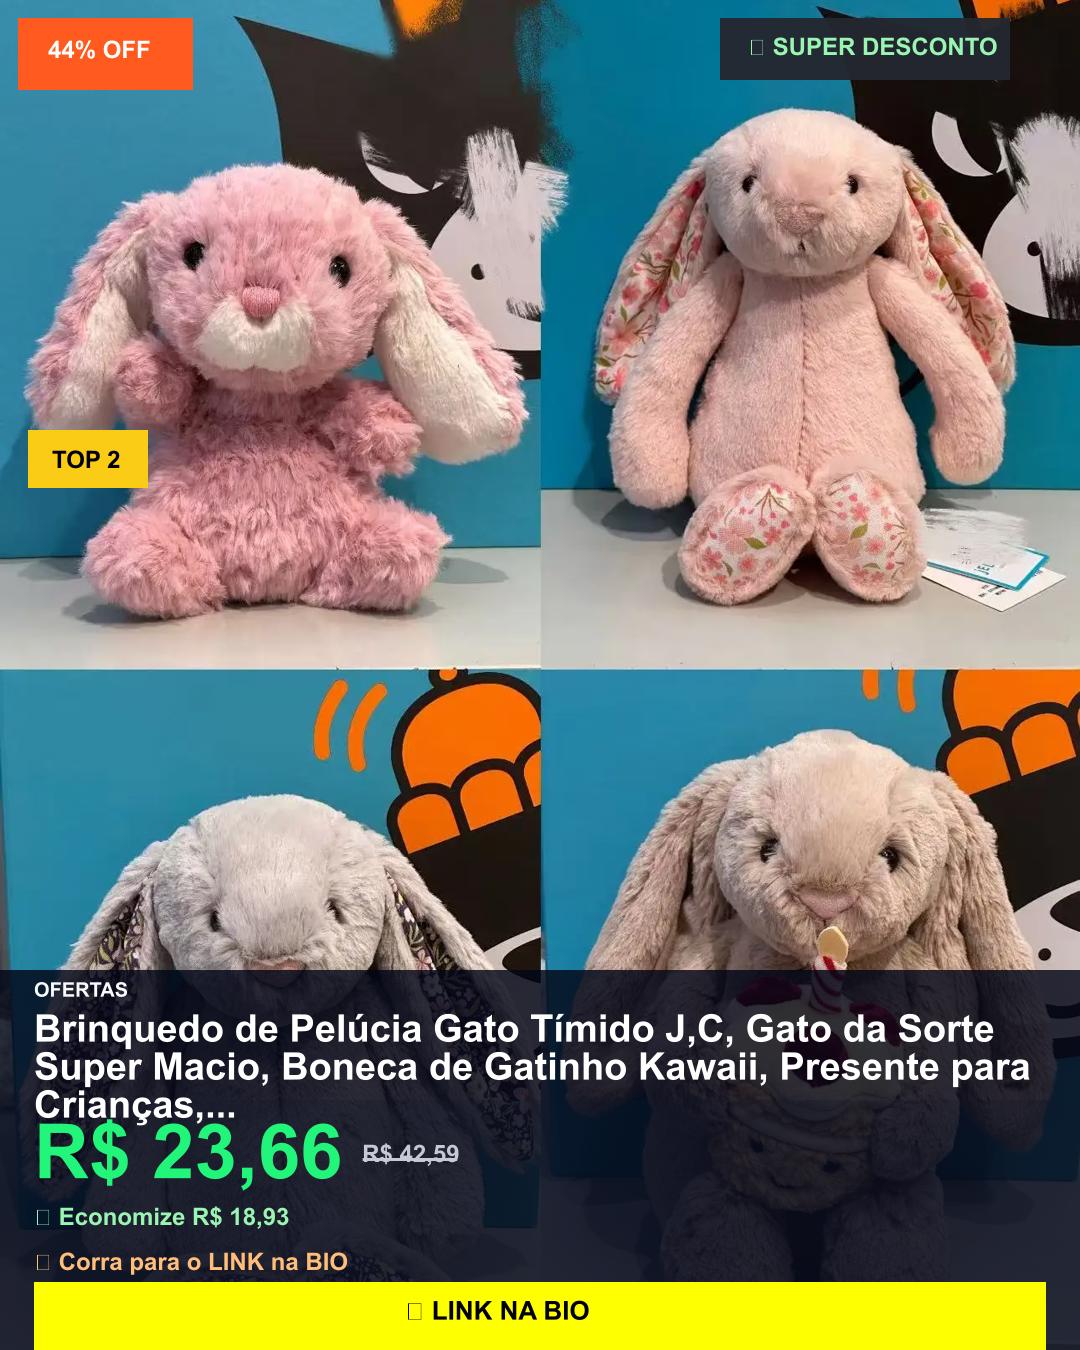 44% OFF
SUPER DESCONTO
TOP 2
OFERTAS
Brinquedo de Pelúcia Gato Tímido J,C, Gato da Sorte
Super Macio, Boneca de Gatinho Kawaii, Presente para
Crianças,...
R$ 23,66 R$ 42,59
Economize R$ 18,93
Corra para o LINK na BIO
LINK NA BIO